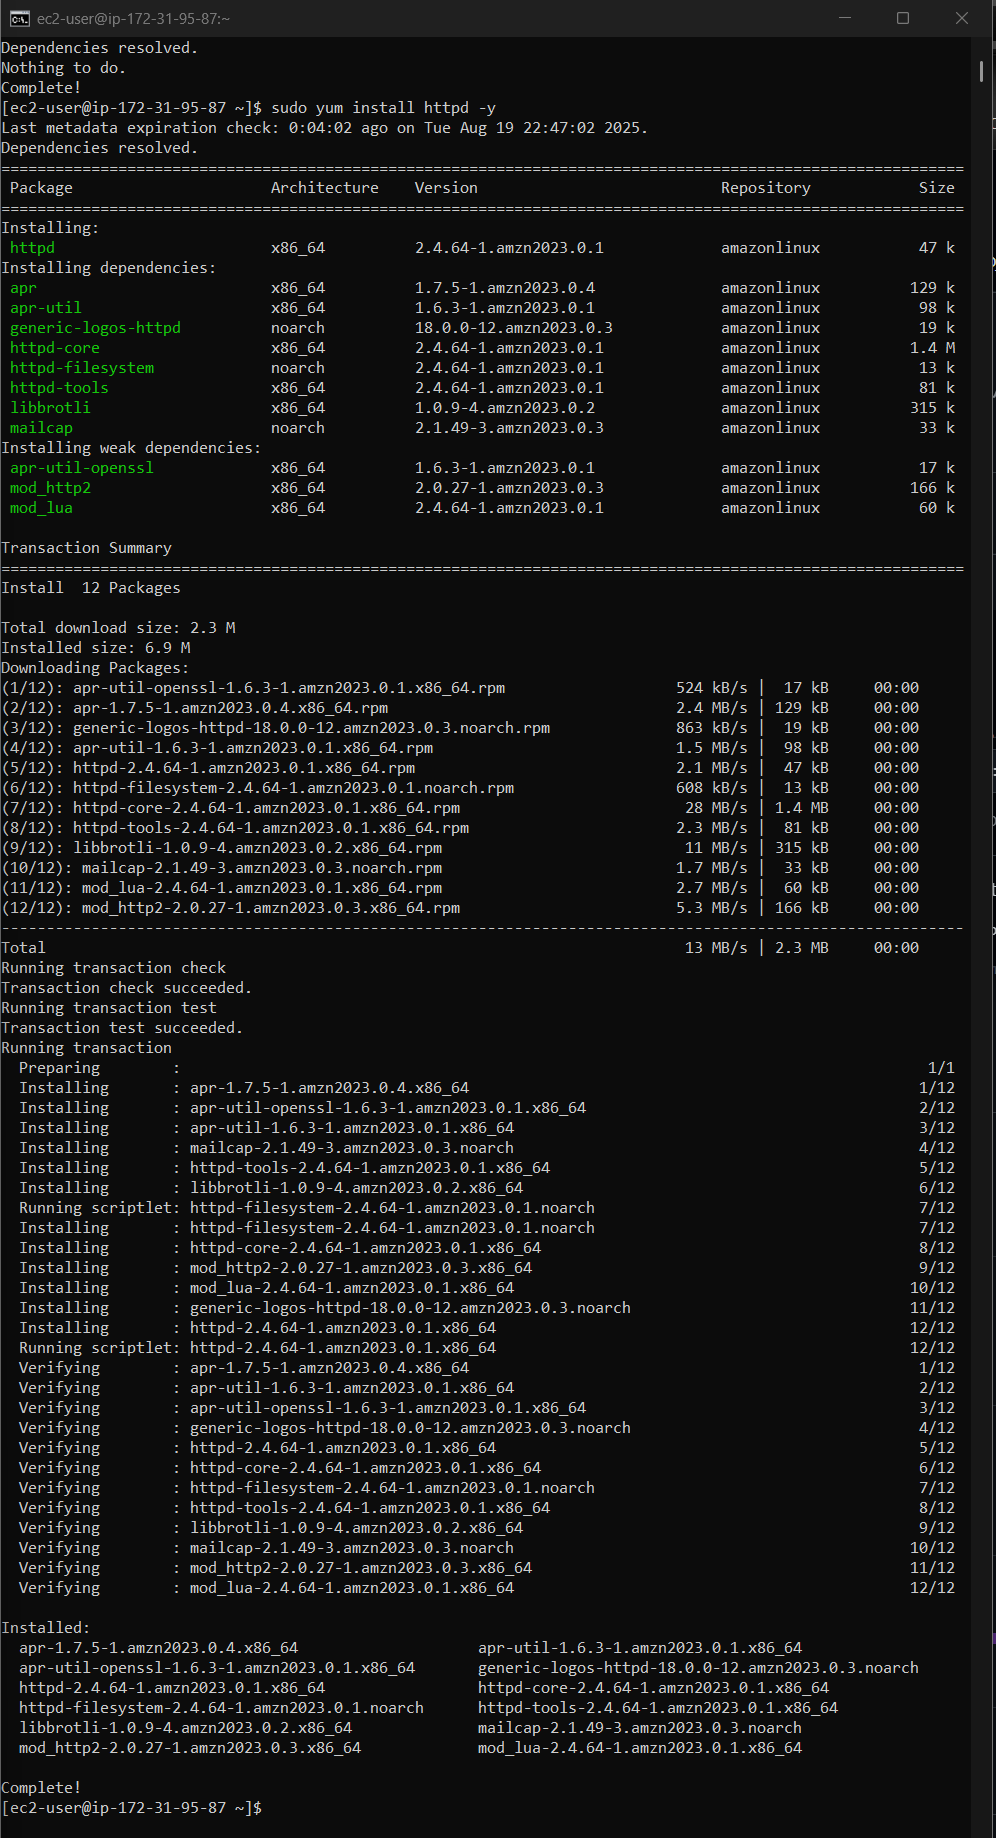 ec2-user@ip-172-31-95-87:~
Dependencies resolved.
Nothing to do.
Complete!
[ec2-user@ip-172-31-95-87 ~]$ sudo yum install httpd -y
Last metadata expiration check: 0:04:02 ago on Tue Aug 19 22:47:02 2025.
Dependencies resolved.
===========================================================================================================
 Package                      Architecture    Version                           Repository            Size
===========================================================================================================
Installing:
 httpd                        x86_64          2.4.64-1.amzn2023.0.1             amazonlinux           47 k
Installing dependencies:
 apr                          x86_64          1.7.5-1.amzn2023.0.4              amazonlinux          129 k
 apr-util                     x86_64          1.6.3-1.amzn2023.0.1              amazonlinux           98 k
 generic-logos-httpd          noarch          18.0.0-12.amzn2023.0.3            amazonlinux           19 k
 httpd-core                   x86_64          2.4.64-1.amzn2023.0.1             amazonlinux          1.4 M
 httpd-filesystem             noarch          2.4.64-1.amzn2023.0.1             amazonlinux           13 k
 httpd-tools                  x86_64          2.4.64-1.amzn2023.0.1             amazonlinux           81 k
 libbrotli                    x86_64          1.0.9-4.amzn2023.0.2              amazonlinux          315 k
 mailcap                      noarch          2.1.49-3.amzn2023.0.3             amazonlinux           33 k
Installing weak dependencies:
 apr-util-openssl             x86_64          1.6.3-1.amzn2023.0.1              amazonlinux           17 k
 mod_http2                    x86_64          2.0.27-1.amzn2023.0.3             amazonlinux          166 k
 mod_lua                      x86_64          2.4.64-1.amzn2023.0.1             amazonlinux           60 k

Transaction Summary
===========================================================================================================
Install  12 Packages

Total download size: 2.3 M
Installed size: 6.9 M
Downloading Packages:
(1/12): apr-util-openssl-1.6.3-1.amzn2023.0.1.x86_64.rpm                   524 kB/s |  17 kB     00:00
(2/12): apr-1.7.5-1.amzn2023.0.4.x86_64.rpm                                2.4 MB/s | 129 kB     00:00
(3/12): generic-logos-httpd-18.0.0-12.amzn2023.0.3.noarch.rpm              863 kB/s |  19 kB     00:00
(4/12): apr-util-1.6.3-1.amzn2023.0.1.x86_64.rpm                           1.5 MB/s |  98 kB     00:00
(5/12): httpd-2.4.64-1.amzn2023.0.1.x86_64.rpm                             2.1 MB/s |  47 kB     00:00
(6/12): httpd-filesystem-2.4.64-1.amzn2023.0.1.noarch.rpm                  608 kB/s |  13 kB     00:00
(7/12): httpd-core-2.4.64-1.amzn2023.0.1.x86_64.rpm                         28 MB/s | 1.4 MB     00:00
(8/12): httpd-tools-2.4.64-1.amzn2023.0.1.x86_64.rpm                       2.3 MB/s |  81 kB     00:00
(9/12): libbrotli-1.0.9-4.amzn2023.0.2.x86_64.rpm                           11 MB/s | 315 kB     00:00
(10/12): mailcap-2.1.49-3.amzn2023.0.3.noarch.rpm                          1.7 MB/s |  33 kB     00:00
(11/12): mod_lua-2.4.64-1.amzn2023.0.1.x86_64.rpm                          2.7 MB/s |  60 kB     00:00
(12/12): mod_http2-2.0.27-1.amzn2023.0.3.x86_64.rpm                        5.3 MB/s | 166 kB     00:00
-----------------------------------------------------------------------------------------------------------
Total                                                                       13 MB/s | 2.3 MB     00:00
Running transaction check
Transaction check succeeded.
Running transaction test
Transaction test succeeded.
Running transaction
  Preparing        :                                                                                   1/1
  Installing       : apr-1.7.5-1.amzn2023.0.4.x86_64                                                  1/12
  Installing       : apr-util-openssl-1.6.3-1.amzn2023.0.1.x86_64                                     2/12
  Installing       : apr-util-1.6.3-1.amzn2023.0.1.x86_64                                             3/12
  Installing       : mailcap-2.1.49-3.amzn2023.0.3.noarch                                             4/12
  Installing       : httpd-tools-2.4.64-1.amzn2023.0.1.x86_64                                         5/12
  Installing       : libbrotli-1.0.9-4.amzn2023.0.2.x86_64                                            6/12
  Running scriptlet: httpd-filesystem-2.4.64-1.amzn2023.0.1.noarch                                    7/12
  Installing       : httpd-filesystem-2.4.64-1.amzn2023.0.1.noarch                                    7/12
  Installing       : httpd-core-2.4.64-1.amzn2023.0.1.x86_64                                          8/12
  Installing       : mod_http2-2.0.27-1.amzn2023.0.3.x86_64                                           9/12
  Installing       : mod_lua-2.4.64-1.amzn2023.0.1.x86_64                                            10/12
  Installing       : generic-logos-httpd-18.0.0-12.amzn2023.0.3.noarch                               11/12
  Installing       : httpd-2.4.64-1.amzn2023.0.1.x86_64                                              12/12
  Running scriptlet: httpd-2.4.64-1.amzn2023.0.1.x86_64                                              12/12
  Verifying        : apr-1.7.5-1.amzn2023.0.4.x86_64                                                  1/12
  Verifying        : apr-util-1.6.3-1.amzn2023.0.1.x86_64                                             2/12
  Verifying        : apr-util-openssl-1.6.3-1.amzn2023.0.1.x86_64                                     3/12
  Verifying        : generic-logos-httpd-18.0.0-12.amzn2023.0.3.noarch                                4/12
  Verifying        : httpd-2.4.64-1.amzn2023.0.1.x86_64                                               5/12
  Verifying        : httpd-core-2.4.64-1.amzn2023.0.1.x86_64                                          6/12
  Verifying        : httpd-filesystem-2.4.64-1.amzn2023.0.1.noarch                                    7/12
  Verifying        : httpd-tools-2.4.64-1.amzn2023.0.1.x86_64                                         8/12
  Verifying        : libbrotli-1.0.9-4.amzn2023.0.2.x86_64                                            9/12
  Verifying        : mailcap-2.1.49-3.amzn2023.0.3.noarch                                            10/12
  Verifying        : mod_http2-2.0.27-1.amzn2023.0.3.x86_64                                          11/12
  Verifying        : mod_lua-2.4.64-1.amzn2023.0.1.x86_64                                            12/12

Installed:
  apr-1.7.5-1.amzn2023.0.4.x86_64                    apr-util-1.6.3-1.amzn2023.0.1.x86_64
  apr-util-openssl-1.6.3-1.amzn2023.0.1.x86_64       generic-logos-httpd-18.0.0-12.amzn2023.0.3.noarch
  httpd-2.4.64-1.amzn2023.0.1.x86_64                 httpd-core-2.4.64-1.amzn2023.0.1.x86_64
  httpd-filesystem-2.4.64-1.amzn2023.0.1.noarch      httpd-tools-2.4.64-1.amzn2023.0.1.x86_64
  libbrotli-1.0.9-4.amzn2023.0.2.x86_64              mailcap-2.1.49-3.amzn2023.0.3.noarch
  mod_http2-2.0.27-1.amzn2023.0.3.x86_64             mod_lua-2.4.64-1.amzn2023.0.1.x86_64

Complete!
[ec2-user@ip-172-31-95-87 ~]$